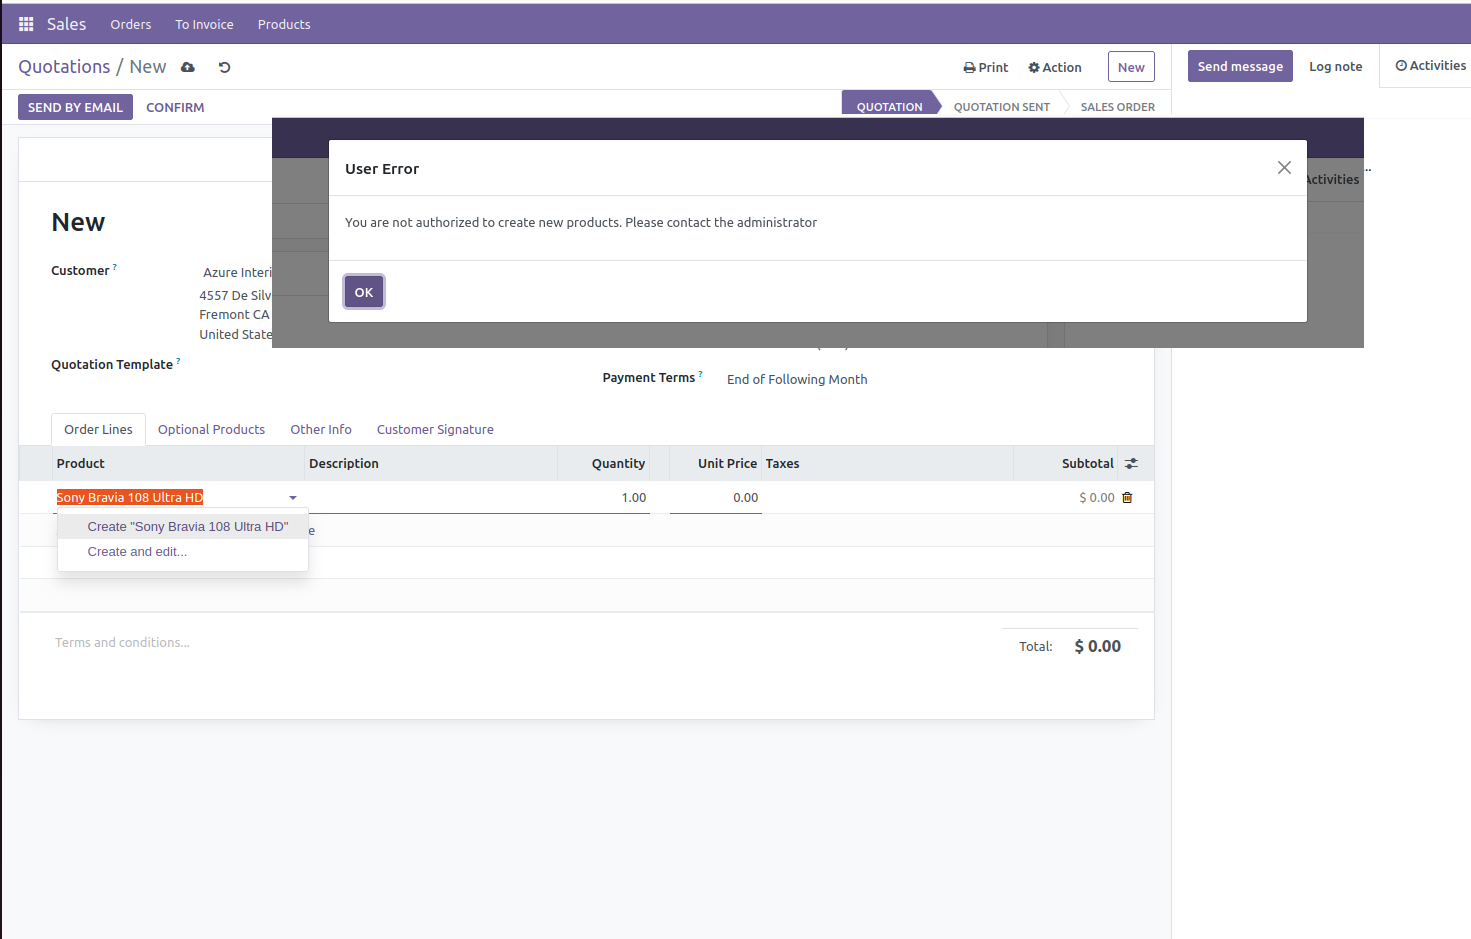 Sales Orders To Invoice Products
Quotations / New Print Action New Send message Log note Activities
SEND BY EMAIL CONFIRM QUOTATION QUOTATION SENT SALES ORDER
User Error
Activities
You are not authorized to create new products. Please contact the administrator
OK
New
Customer ? Azure Interi
4557 De Silv
Fremont CA
United State
Quotation Template ?
Payment Terms ? End of Following Month
Order Lines Optional Products Other Info Customer Signature
Product Description Quantity Unit Price Taxes Subtotal
Sony Bravia 108 Ultra HD 1.00 0.00 $ 0.00
Create "Sony Bravia 108 Ultra HD" e
Create and edit...
Terms and conditions... Total: $ 0.00